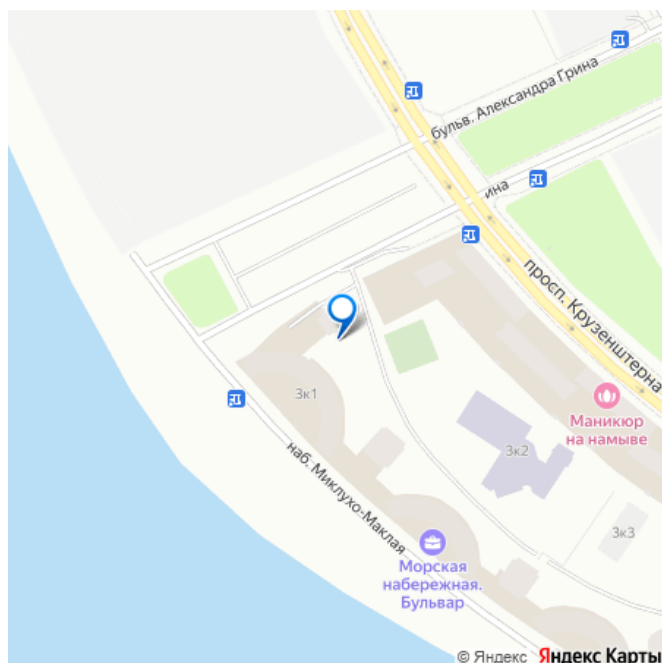 бульв. Александра Грина
ина
просп. Крузенштерна
3к1
Маникюр
на намыве
3к2
наб. Миклухо-Маклая
3к3
Морская
набережная.
Бульвар
© Яндекс Яндекс Карты